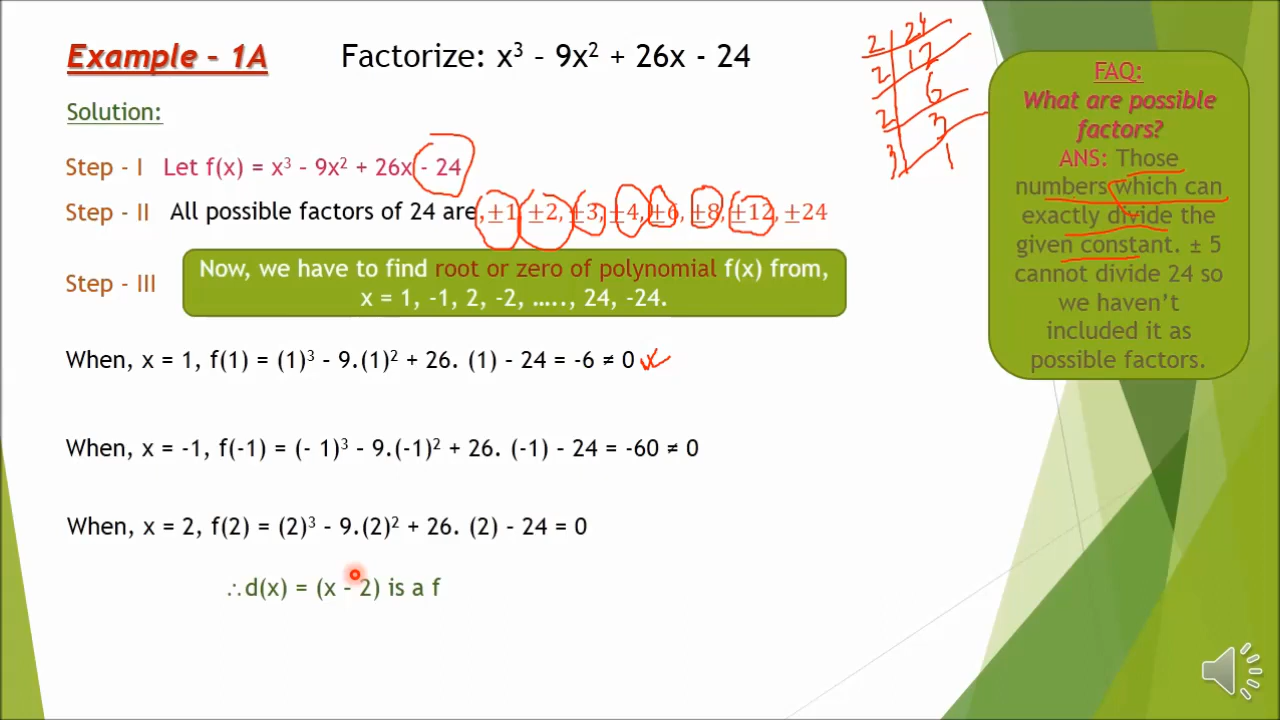 Example - 1A
Factorize: x³ – 9x² + 26x - 24
Solution:
Step - I Let f(x) = x³ – 9x² + 26x - 24
Step - II All possible factors of 24 are, ±1, ±2, ±3, ±4, ±6, ±8, ±12, ±24
Step - III
Now, we have to find root or zero of polynomial f(x) from,
x = 1, -1, 2, -2, ....., 24, -24.
When, x = 1, f(1) = (1)³ – 9.(1)² + 26. (1) – 24 = -6 ≠ 0
When, x = -1, f(-1) = (- 1)³ – 9.(-1)² + 26. (-1) – 24 = -60 ≠ 0
When, x = 2, f(2) = (2)³ – 9.(2)² + 26. (2) – 24 = 0
∴d(x) = (x – 2) is a f
2 24
2 12
6
2 3
3 1
FAQ:
What are possible
factors?
ANS: Those
numbers which can
exactly divide the
given constant. ± 5
cannot divide 24 so
we haven't
included it as
possible factors.